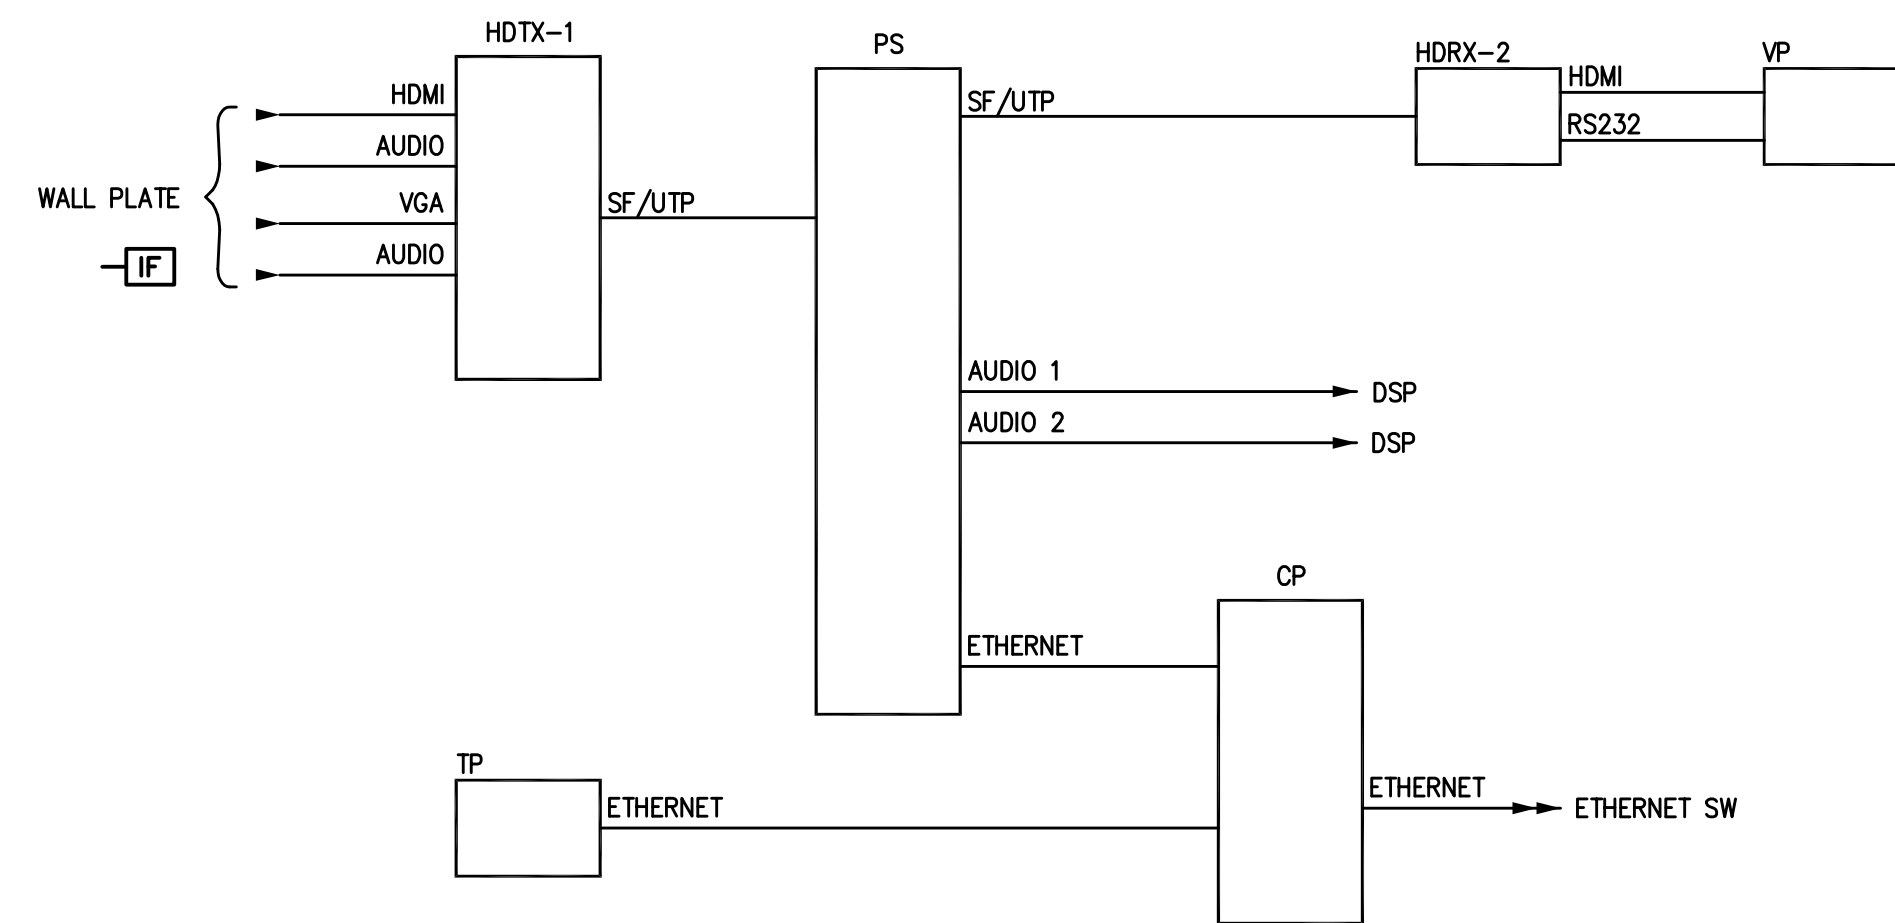 HDTX-1
PS
HDRX-2
VP
HDMI
HDMI
SF/UTP
RS232
AUDIO
WALL PLATE
VGA
SF/UTP
AUDIO
IF
AUDIO 1
DSP
AUDIO 2
DSP
CP
ETHERNET
TP
ETHERNET
ETHERNET
ETHERNET SW